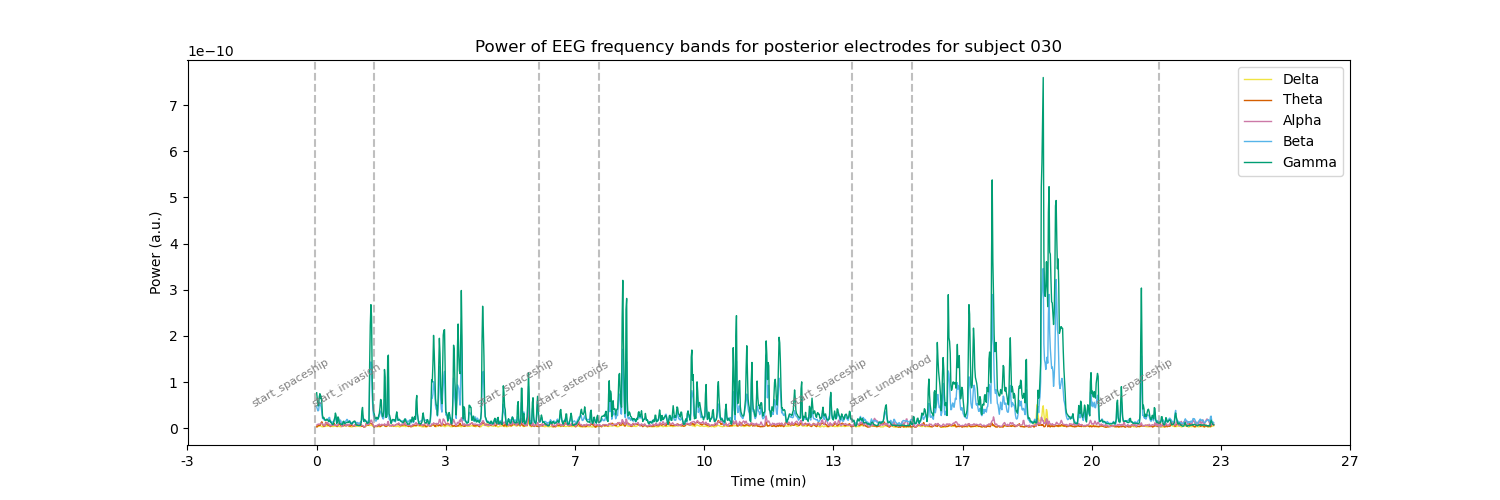 Power of EEG frequency bands for posterior electrodes for subject 030
1e−10
Delta
Theta
Alpha
Beta
Gamma
7
6
5
4
3
2
1
0
Power (a.u.)
start_spaceship
start_invasion
start_spaceship
start_asteroids
start_spaceship
start_underwood
start_spaceship
-3
0
3
7
10
13
17
20
23
27
Time (min)